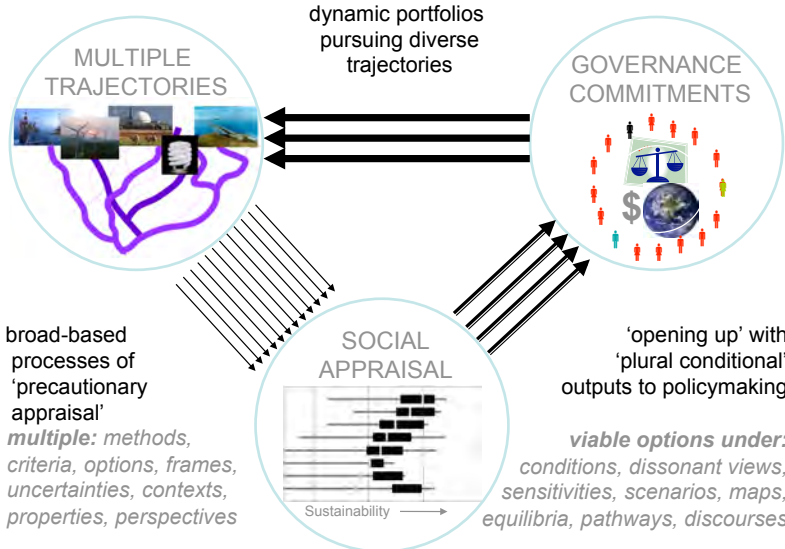 dynamic portfolios
pursuing diverse
trajectories
MULTIPLE
TRAJECTORIES
GOVERNANCE
COMMITMENTS
$
broad-based
processes of
‘precautionary
appraisal’
multiple: methods,
criteria, options, frames,
uncertainties, contexts,
properties, perspectives
SOCIAL
APPRAISAL
Sustainability
‘opening up’ with
‘plural conditional’
outputs to policymaking
viable options under:
conditions, dissonant views,
sensitivities, scenarios, maps,
equilibria, pathways, discourses